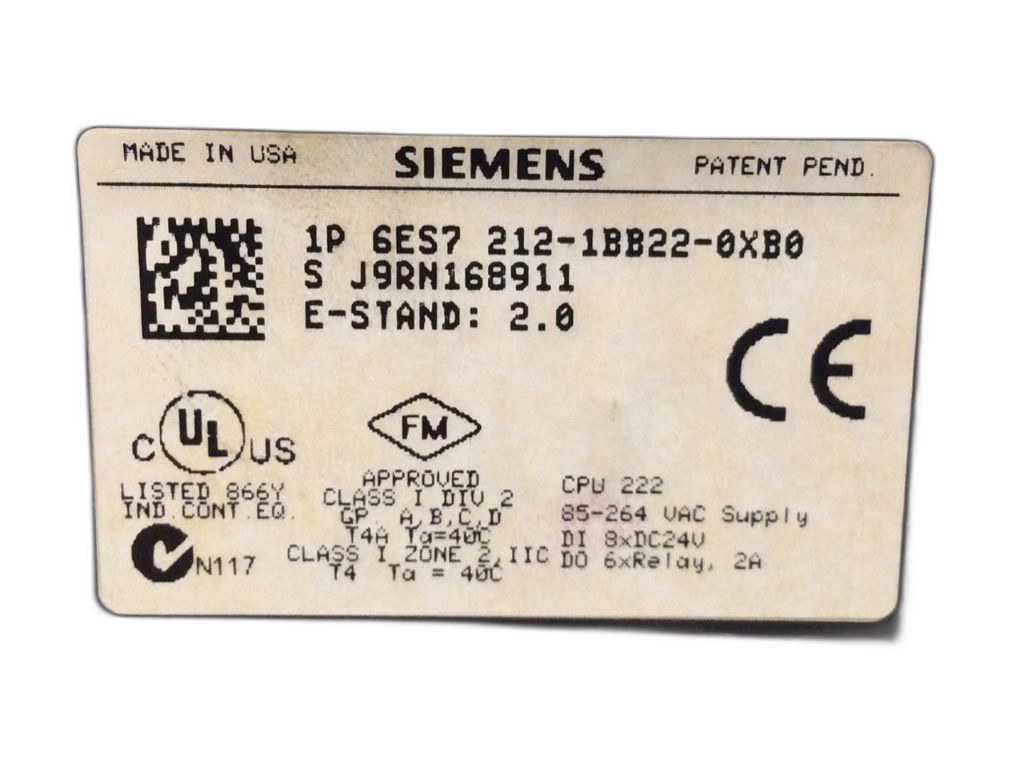 MADE IN USA SIEMENS PATENT PEND.
1P 6ES7 212-1BB22-0XB0
S J9RN168911
E-STAND: 2.0
CE
C UL US
LISTED 866Y
IND.CONT.EQ.
N117
FM
APPROVED
CLASS I DIV 2
GP. A,B,C,D
T4A Ta=40C
CLASS I ZONE 2,IIC
T4 Ta = 40C
CPU 222
85-264 VAC Supply
DI 8xDC24V
DO 6xRelay, 2A